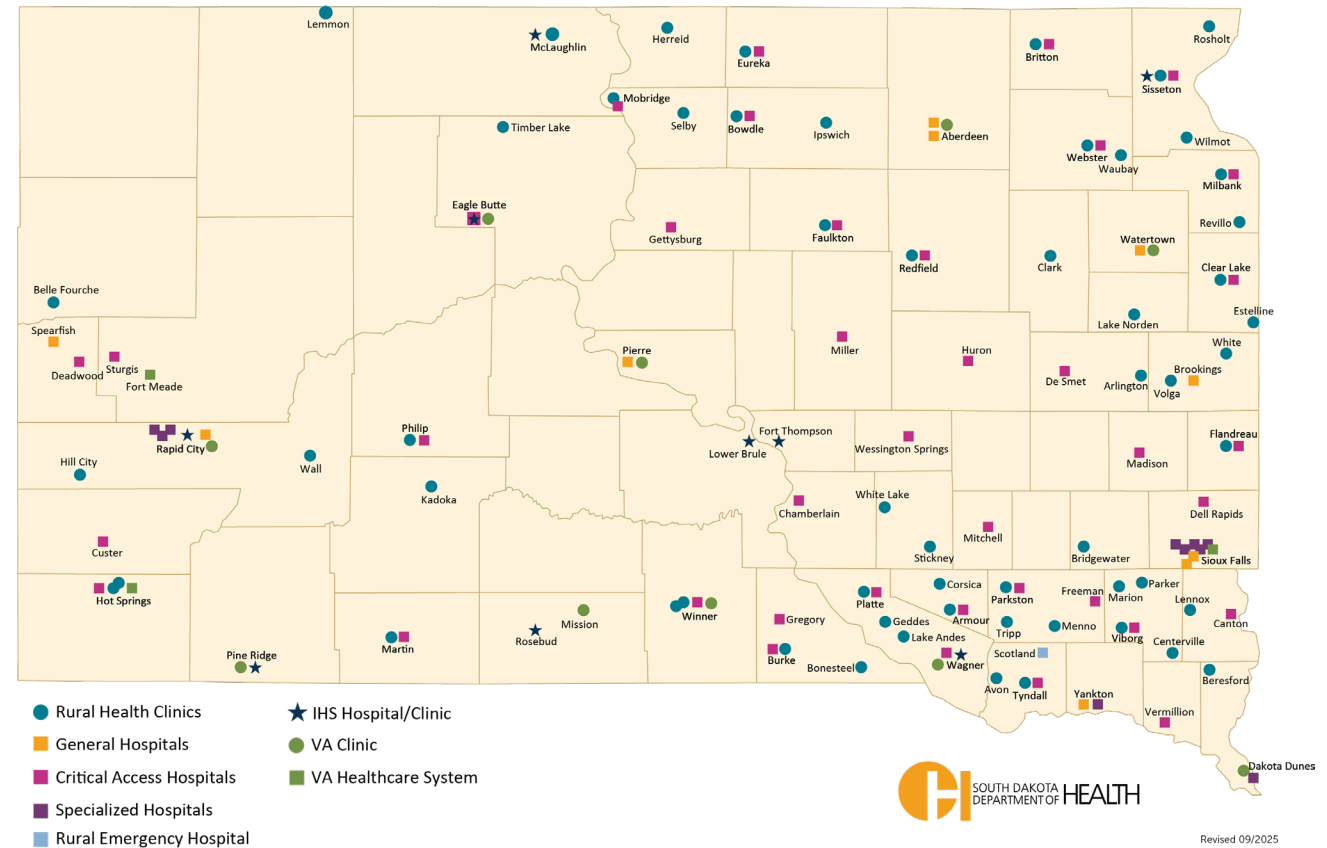 Lemmon
McLaughlin
Herreid
Eureka
Britton
Rosholt
Sisseton
Mobridge
Timber Lake
Selby
Bowdle
Ipswich
Aberdeen
Webster
Waubay
Wilmot
Milbank
Eagle Butte
Gettysburg
Faulkton
Redfield
Clark
Watertown
Revillo
Clear Lake
Belle Fourche
Spearfish
Deadwood
Sturgis
Fort Meade
Pierre
Miller
Huron
Lake Norden
Estelline
White
Brookings
De Smet
Arlington
Volga
Rapid City
Hill City
Wall
Philip
Kadoka
Lower Brule
Fort Thompson
Wessington Springs
Madison
Flandreau
Chamberlain
White Lake
Mitchell
Dell Rapids
Custer
Hot Springs
Stickney
Bridgewater
Sioux Falls
Pine Ridge
Martin
Rosebud
Mission
Winner
Gregory
Burke
Bonesteel
Platte
Geddes
Lake Andes
Wagner
Corsica
Armour
Parkston
Tripp
Freeman
Menno
Marion
Parker
Viborg
Lennox
Canton
Centerville
Scotland
Avon
Tyndall
Yankton
Vermillion
Beresford
Dakota Dunes
Rural Health Clinics
General Hospitals
Critical Access Hospitals
Specialized Hospitals
Rural Emergency Hospital
IHS Hospital/Clinic
VA Clinic
VA Healthcare System
SOUTH DAKOTA
DEPARTMENT OF HEALTH
Revised 09/2025